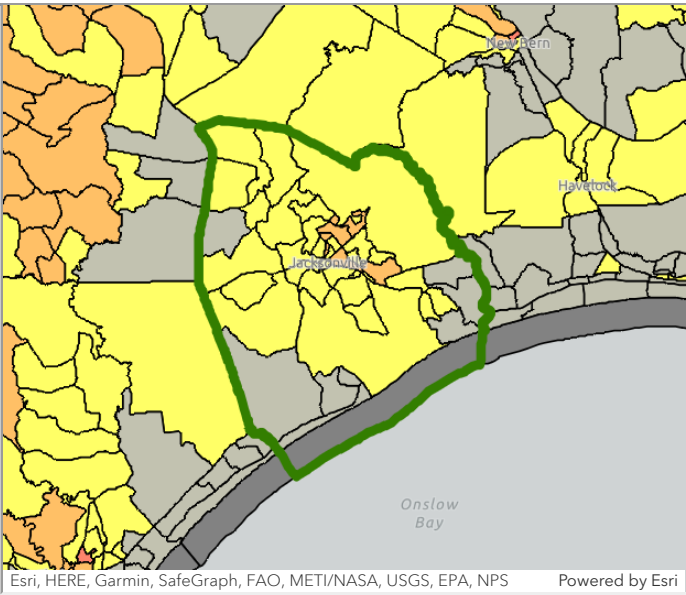 New Bern
Havelock
Jacksonville
Onslow
Bay
Esri, HERE, Garmin, SafeGraph, FAO, METI/NASA, USGS, EPA, NPS Powered by Esri